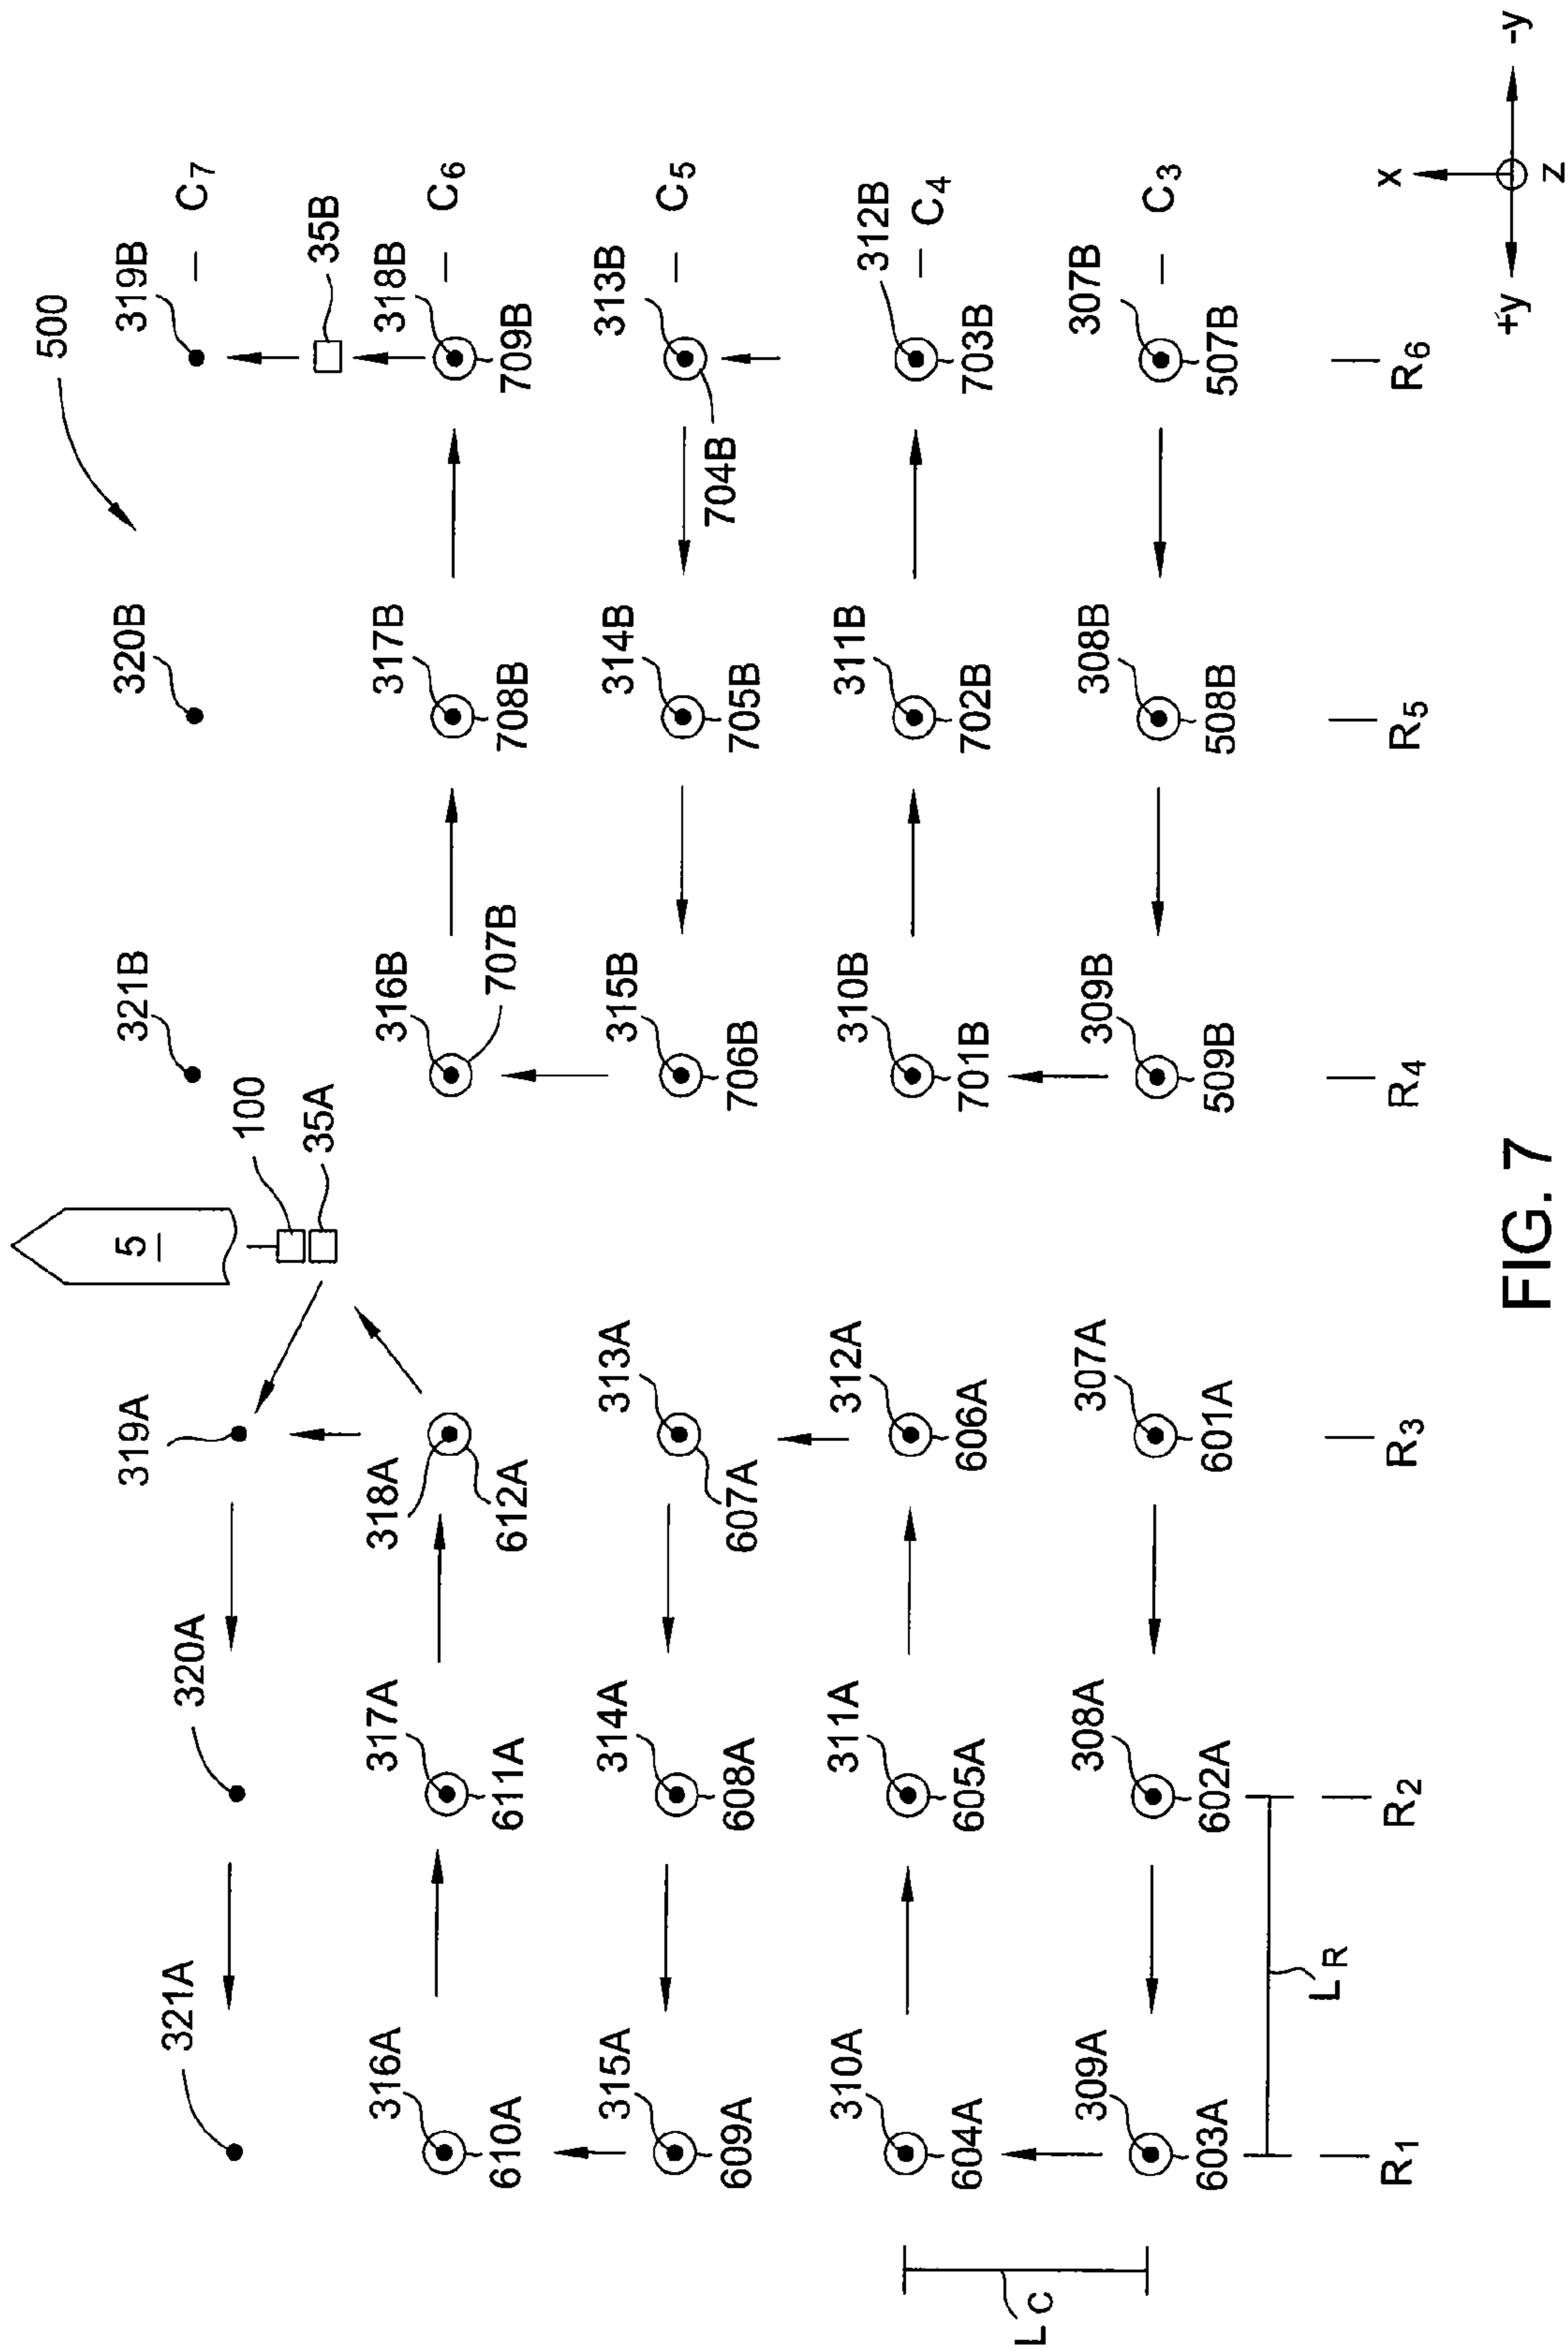 500
319B
C7
320B
321B
100
35A
5
319A
320A
321A
35B
318B
C6
709B
317B
708B
316B
707B
318A
612A
317A
611A
316A
610A
313B
C5
704B
314B
705B
315B
706B
313A
607A
314A
608A
315A
609A
312B
C4
703B
311B
702B
310B
701B
312A
606A
311A
605A
310A
604A
307B
C3
507B
308B
508B
309B
509B
307A
601A
308A
602A
309A
603A
LC
LR
R6
R5
R4
R3
R2
R1
x
+y
-y
z
FIG. 7